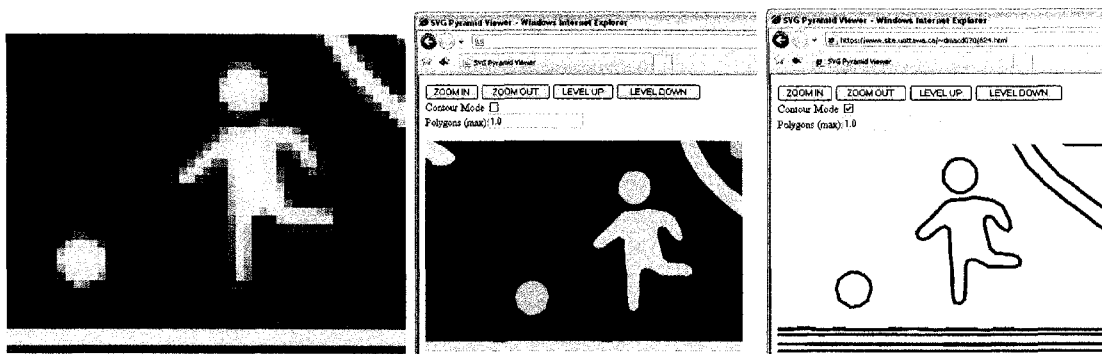 SVG Pyramid Viewer - Windows Internet Explorer
SVG Pyramid Viewer
ZOOM IN ZOOM OUT LEVEL UP LEVEL DOWN
Contour Mode
Polygons (max): 1.0
SVG Pyramid Viewer - Windows Internet Explorer
SVG Pyramid Viewer
ZOOM IN ZOOM OUT LEVEL UP LEVEL DOWN
Contour Mode
Polygons (max): 1.0